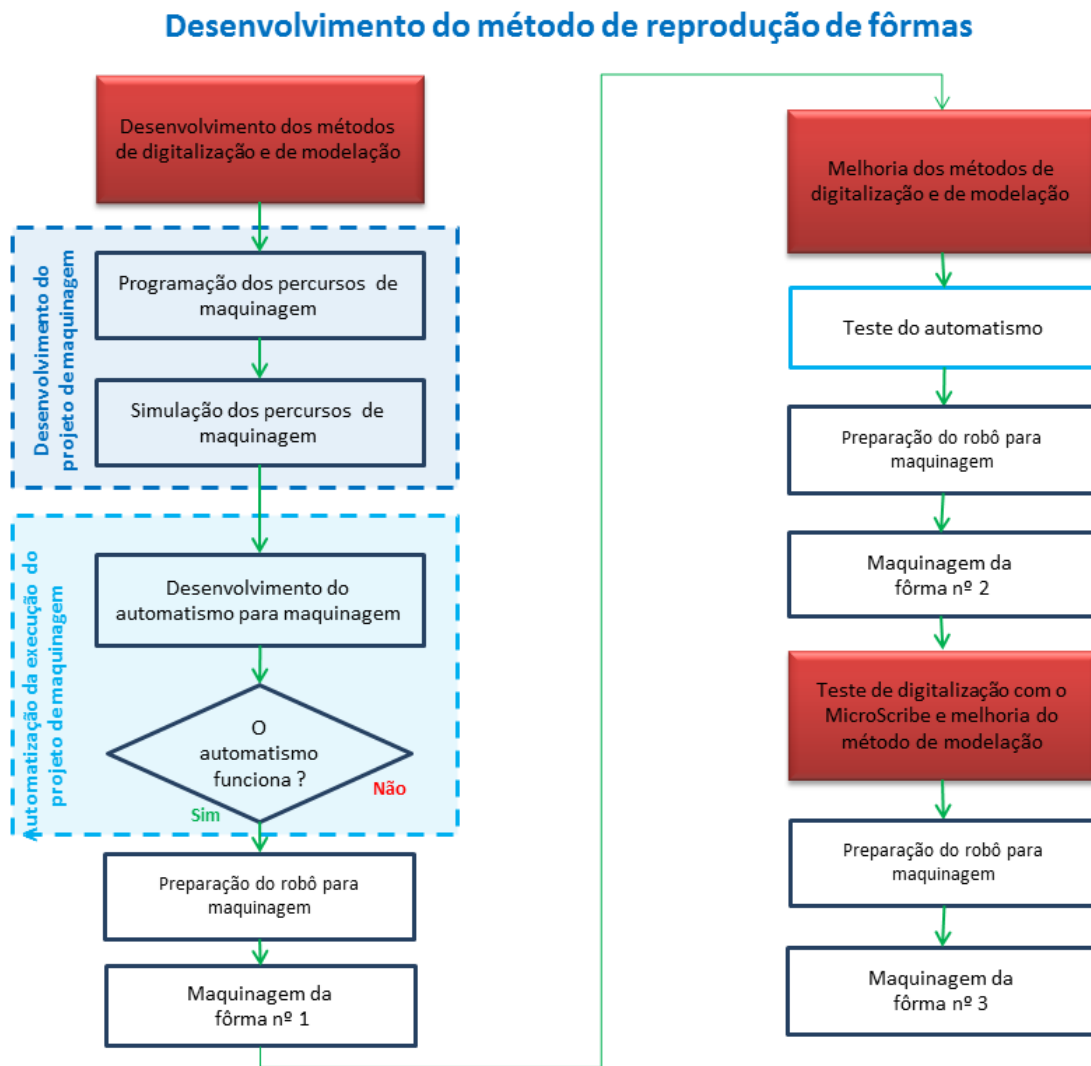 Desenvolvimento do método de reprodução de fôrmas
Desenvolvimento dos métodos
de digitalização e de modelação
Desenvolvimento do
projeto de maquinagem
Programação dos percursos de
maquinagem
Simulação dos percursos de
maquinagem
Automatização da execução do
projeto de maquinagem
Desenvolvimento do
automatismo para maquinagem
O
automatismo
funciona ?
Não
Sim
Preparação do robô para
maquinagem
Maquinagem da
fôrma nº 1
Melhoria dos métodos de
digitalização e de modelação
Teste do automatismo
Preparação do robô para
maquinagem
Maquinagem da
fôrma nº 2
Teste de digitalização com o
MicroScribe e melhoria do
método de modelação
Preparação do robô para
maquinagem
Maquinagem da
fôrma nº 3